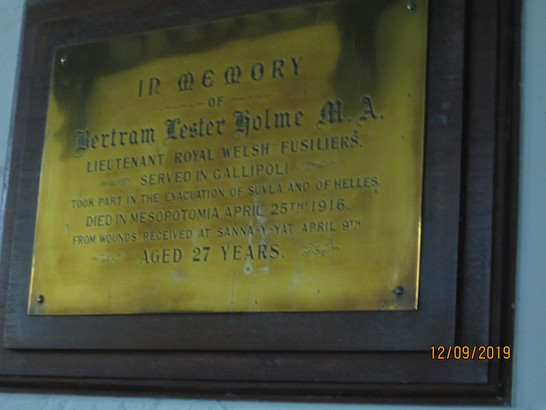 IN MEMORY
OF
Bertram Lester Holme M.A.
LIEUTENANT ROYAL WELSH FUSILIERS.
SERVED IN GALLIPOLI
TOOK PART IN THE EVACUATION OF SUVLA AND OF HELLES.
DIED IN MESOPOTOMIA APRIL 25TH 1916.
FROM WOUNDS RECEIVED AT SANNA-Y-YAT APRIL 9TH
AGED 27 YEARS.
12/09/2019